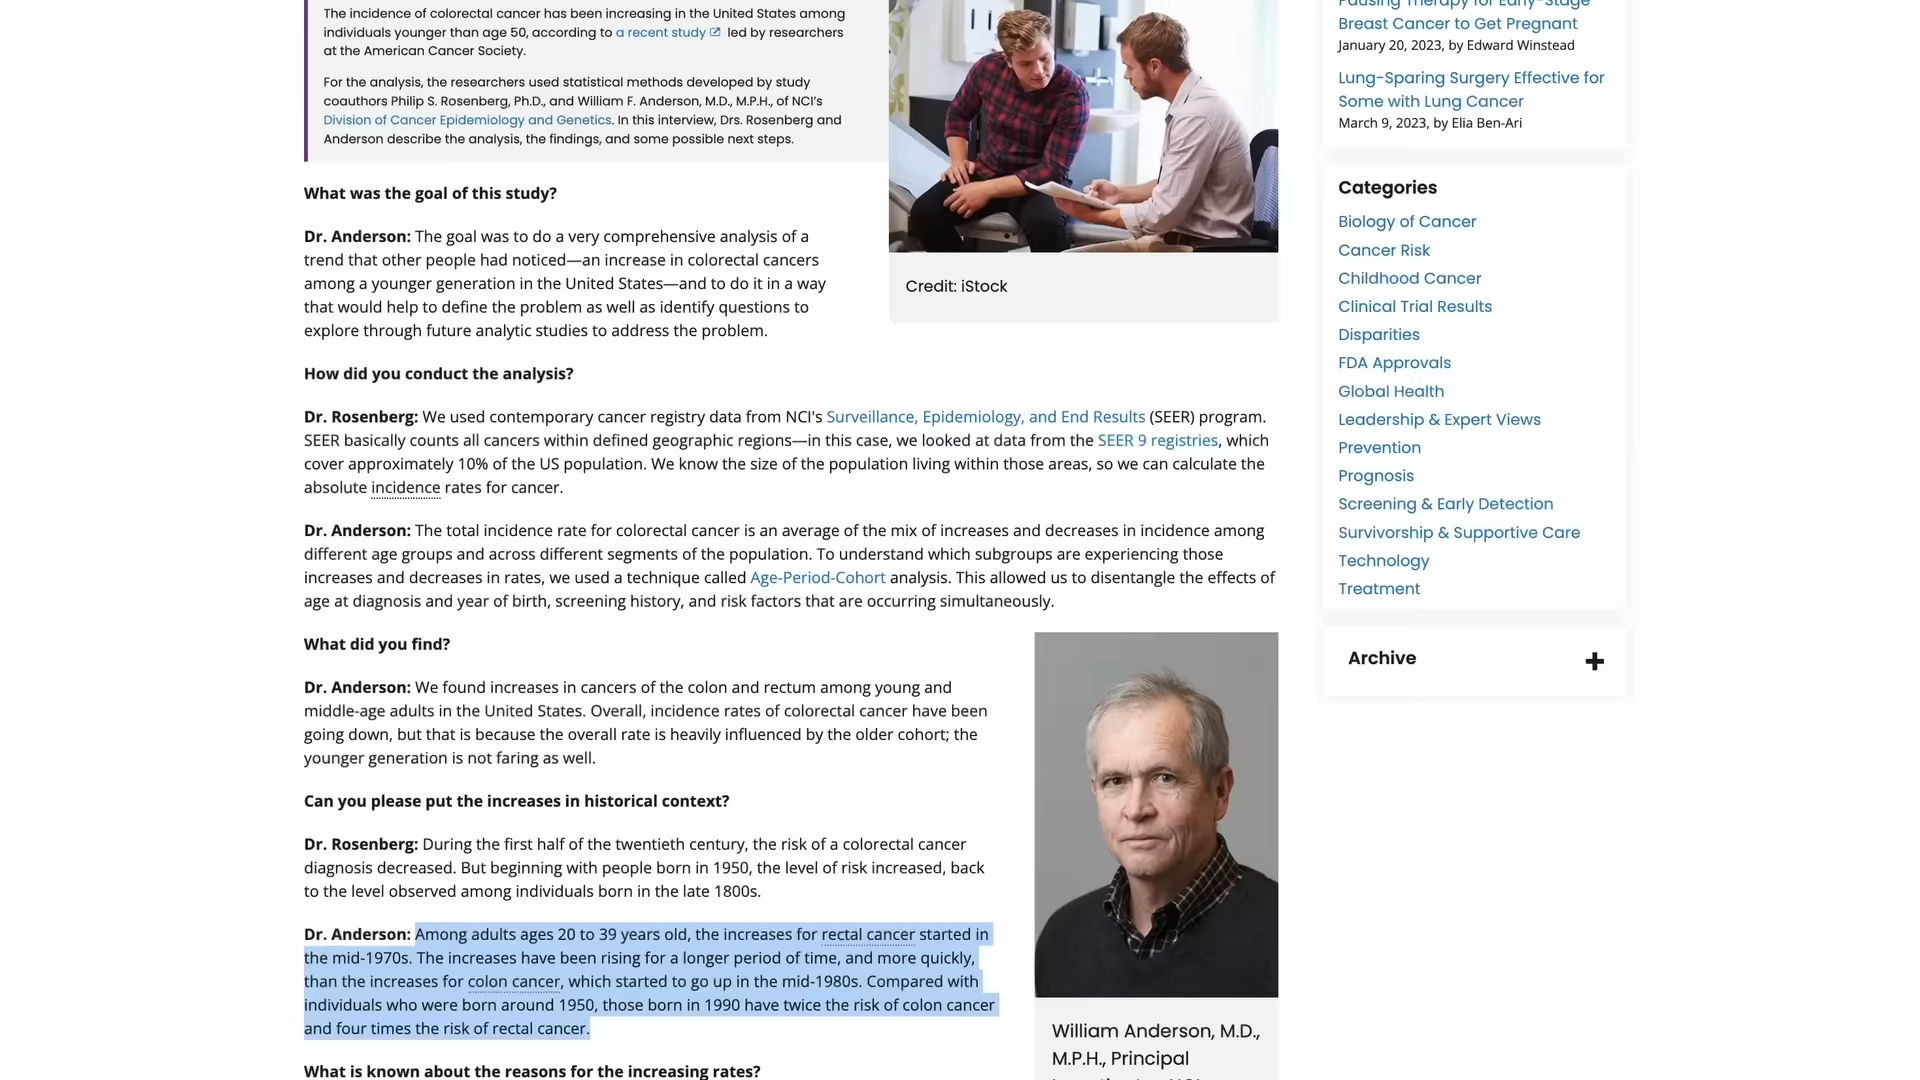 The incidence of colorectal cancer has been increasing in the United States among
individuals younger than age 50, according to a recent study led by researchers
at the American Cancer Society.
For the analysis, the researchers used statistical methods developed by study
coauthors Philip S. Rosenberg, Ph.D., and William F. Anderson, M.D., M.P.H., of NCI's
Division of Cancer Epidemiology and Genetics. In this interview, Drs. Rosenberg and
Anderson describe the analysis, the findings, and some possible next steps.
Credit: iStock
What was the goal of this study?
Dr. Anderson: The goal was to do a very comprehensive analysis of a
trend that other people had noticed—an increase in colorectal cancers
among a younger generation in the United States—and to do it in a way
that would help to define the problem as well as identify questions to
explore through future analytic studies to address the problem.
How did you conduct the analysis?
Dr. Rosenberg: We used contemporary cancer registry data from NCI's Surveillance, Epidemiology, and End Results (SEER) program.
SEER basically counts all cancers within defined geographic regions—in this case, we looked at data from the SEER 9 registries, which
cover approximately 10% of the US population. We know the size of the population living within those areas, so we can calculate the
absolute incidence rates for cancer.
Dr. Anderson: The total incidence rate for colorectal cancer is an average of the mix of increases and decreases in incidence among
different age groups and across different segments of the population. To understand which subgroups are experiencing those
increases and decreases in rates, we used a technique called Age-Period-Cohort analysis. This allowed us to disentangle the effects of
age at diagnosis and year of birth, screening history, and risk factors that are occurring simultaneously.
What did you find?
Dr. Anderson: We found increases in cancers of the colon and rectum among young and
middle-age adults in the United States. Overall, incidence rates of colorectal cancer have been
going down, but that is because the overall rate is heavily influenced by the older cohort; the
younger generation is not faring as well.
Can you please put the increases in historical context?
Dr. Rosenberg: During the first half of the twentieth century, the risk of a colorectal cancer
diagnosis decreased. But beginning with people born in 1950, the level of risk increased, back
to the level observed among individuals born in the late 1800s.
Dr. Anderson: Among adults ages 20 to 39 years old, the increases for rectal cancer started in
the mid-1970s. The increases have been rising for a longer period of time, and more quickly,
than the increases for colon cancer, which started to go up in the mid-1980s. Compared with
individuals who were born around 1950, those born in 1990 have twice the risk of colon cancer
and four times the risk of rectal cancer.
What is known about the reasons for the increasing rates?
William Anderson, M.D.,
M.P.H., Principal
Pausing Therapy for Early-Stage
Breast Cancer to Get Pregnant
January 20, 2023, by Edward Winstead
Lung-Sparing Surgery Effective for
Some with Lung Cancer
March 9, 2023, by Elia Ben-Ari
Categories
Biology of Cancer
Cancer Risk
Childhood Cancer
Clinical Trial Results
Disparities
FDA Approvals
Global Health
Leadership & Expert Views
Prevention
Prognosis
Screening & Early Detection
Survivorship & Supportive Care
Technology
Treatment
Archive